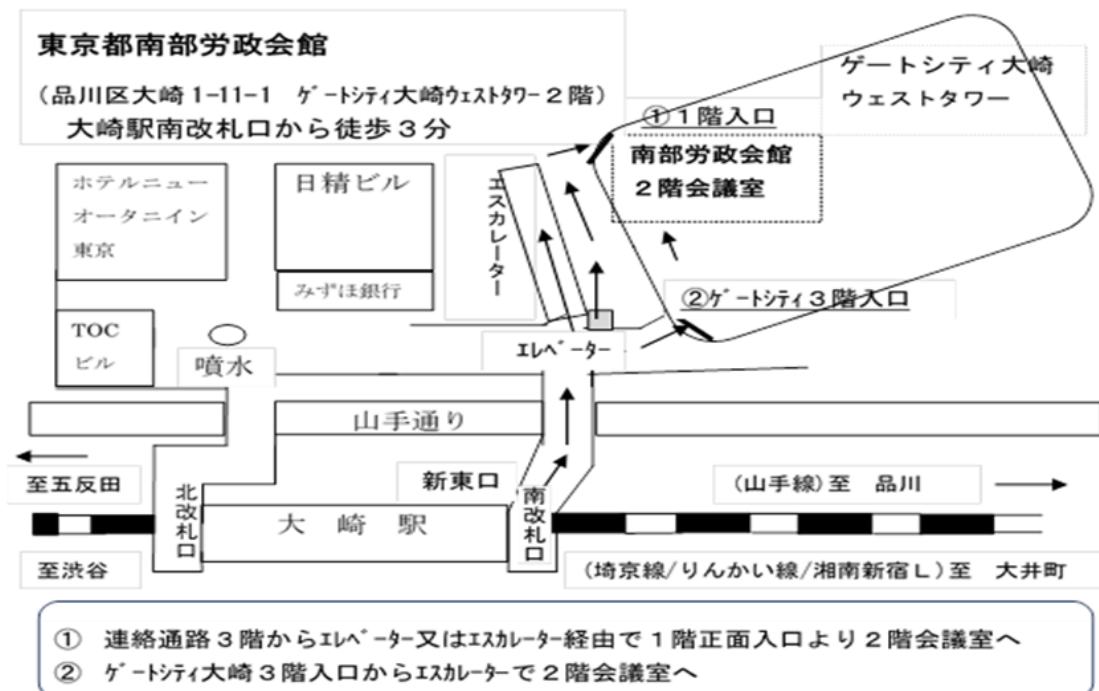 東京都南部労政会館
（品川区大崎1-11-1　ｹﾞｰﾄｼﾃｨ大崎ｳｪｽﾄﾀﾜｰ2階）
大崎駅南改札口から徒歩３分
ゲートシティ大崎
ウェストタワー
①１階入口
南部労政会館
２階会議室
ホテルニュー
オータニイン
東京
日精ビル
エスカレーター
みずほ銀行
②ｹﾞｰﾄｼﾃｨ３階入口
TOC
ビル
噴水
ｴﾚﾍﾞｰﾀｰ
山手通り
至五反田
新東口
(山手線)至　品川
北改札口
大　崎　駅
南改札口
至渋谷
(埼京線/りんかい線/湘南新宿Ｌ)至　大井町
①　連絡通路３階からｴﾚﾍﾞｰﾀｰ又はｴｽｶﾚｰﾀｰ経由で１階正面入口より２階会議室へ
②　ｹﾞｰﾄｼﾃｨ大崎３階入口からｴｽｶﾚｰﾀｰで２階会議室へ